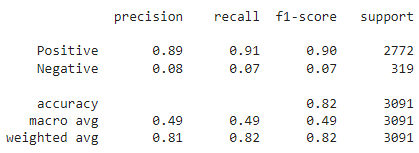 precision recall f1-score support
Positive 0.89 0.91 0.90 2772
Negative 0.08 0.07 0.07 319
accuracy 0.82 3091
macro avg 0.49 0.49 0.49 3091
weighted avg 0.81 0.82 0.82 3091